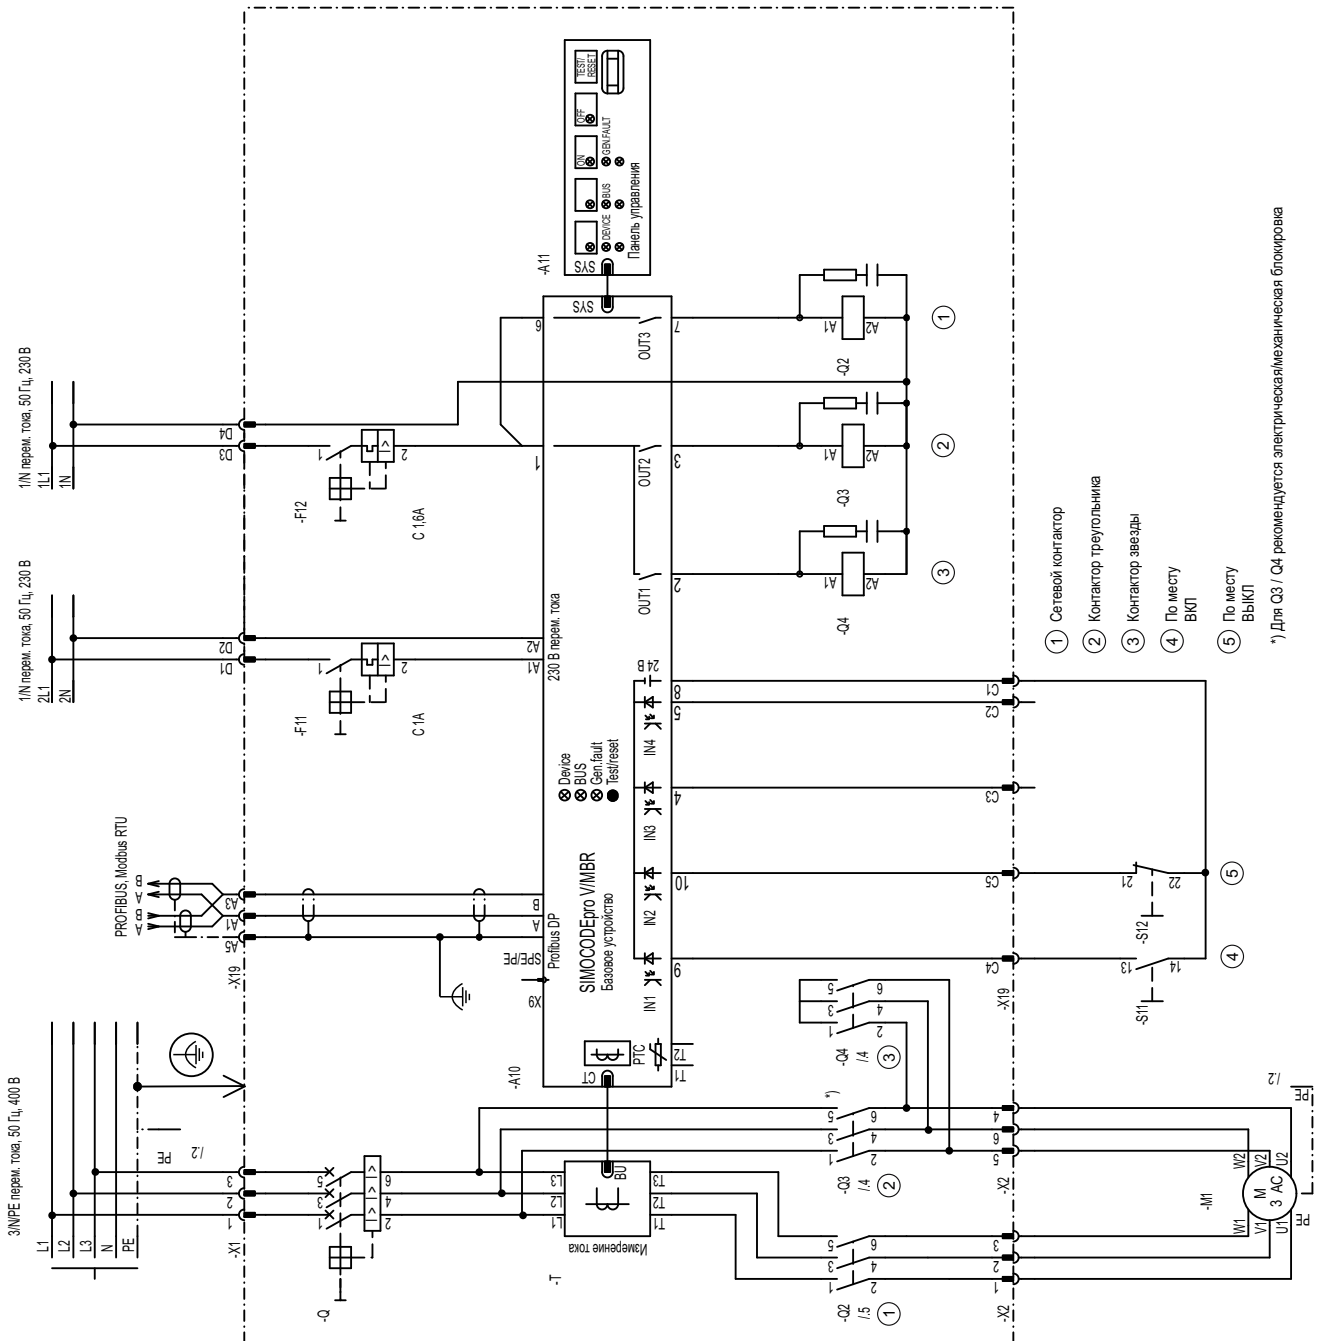 3/N/PE перем. тока, 50 Гц, 400 В
L1
L2
L3
N
PE
PE
/.2
-X1
1
2
3
-Q
1
3
5
2
4
6
-T
Измерение тока
L1
L2
L3
BU
T1
T2
T3
-Q2
/.5
1
1
3
5
2
4
6
-Q3
/.4
2
1
3
5
2
4
6
*)
-Q4
/.4
3
1
3
5
2
4
6
-X2
1
2
3
-X2
5
6
4
-M1
W1
V1
U1
M
3 AC
W2
V2
U2
PE
PE
/.2
PROFIBUS, Modbus RTU
A
B
A
B
-X19
A5
A1
A3
SPE/PE
A
B
Profibus DP
X9
-A10
CT
PTC
T1
T2
SIMOCODEpro V/MBR
Базовое устройство
Device
BUS
Gen.fault
Test/reset
IN1
IN2
IN3
IN4
24 В
9
10
4
5
8
-X19
C4
C5
C3
C2
C1
-S11
13
14
4
-S12
21
22
5
1/N перем. тока, 50 Гц, 230 В
2L1
2N
D1
D2
-F11
1
2
C 1A
A1
A2
230 В перем. тока
1/N перем. тока, 50 Гц, 230 В
1L1
1N
D3
D4
-F12
1
2
C 1,6A
1
6
OUT1
OUT2
OUT3
2
3
7
-Q4
A1
A2
3
-Q3
A1
A2
2
-Q2
A1
A2
1
SYS
-A11
SYS
DEVICE
BUS
GEN.FAULT
ON
OFF
TEST/
RESET
Панель управления
1 Сетевой контактор
2 Контактор треугольника
3 Контактор звезды
4 По месту
ВКЛ
5 По месту
ВЫКЛ
*) Для Q3 / Q4 рекомендуется электрическая/механическая блокировка